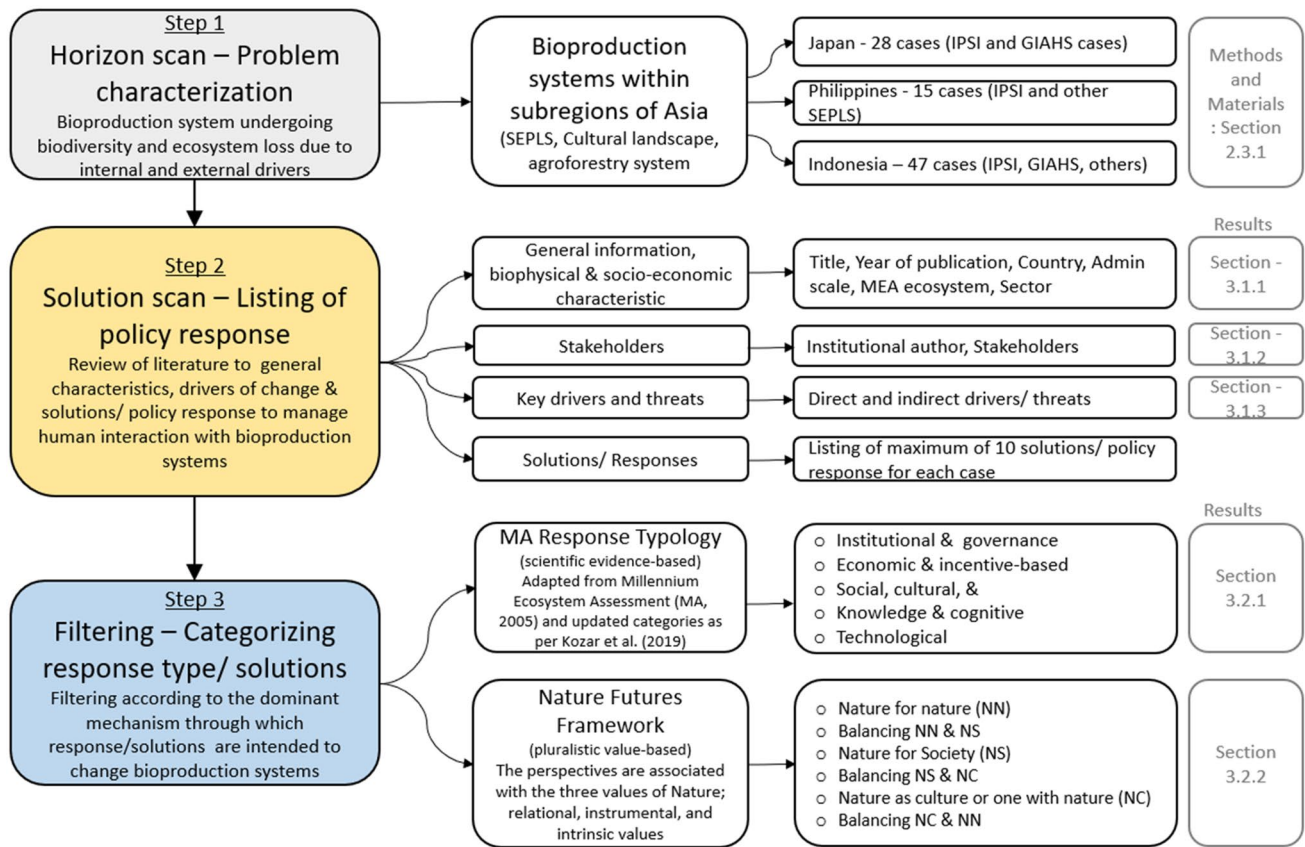 Step 1
Horizon scan – Problem
characterization
Bioproduction system undergoing
biodiversity and ecosystem loss due to
internal and external drivers
Bioproduction
systems within
subregions of Asia
(SEPLS, Cultural landscape,
agroforestry system
Japan - 28 cases (IPSI and GIAHS cases)
Philippines - 15 cases (IPSI and other
SEPLS)
Indonesia – 47 cases (IPSI, GIAHS, others)
Methods
and
Materials
: Section
2.3.1
Step 2
Solution scan – Listing of
policy response
Review of literature to general
characteristics, drivers of change &
solutions/ policy response to manage
human interaction with bioproduction
systems
General information,
biophysical & socio-economic
characteristic
Title, Year of publication, Country, Admin
scale, MEA ecosystem, Sector
Results
Section -
3.1.1
Stakeholders
Institutional author, Stakeholders
Section -
3.1.2
Key drivers and threats
Direct and indirect drivers/ threats
Section -
3.1.3
Solutions/ Responses
Listing of maximum of 10 solutions/ policy
response for each case
Step 3
Filtering – Categorizing
response type/ solutions
Filtering according to the dominant
mechanism through which
response/solutions are intended to
change bioproduction systems
MA Response Typology
(scientific evidence-based)
Adapted from Millennium
Ecosystem Assessment (MA,
2005) and updated categories as
per Kozar et al. (2019)
o Institutional & governance
o Economic & incentive-based
o Social, cultural, &
o Knowledge & cognitive
o Technological
Results
Section
3.2.1
Nature Futures
Framework
(pluralistic value-based)
The perspectives are associated
with the three values of Nature;
relational, instrumental, and
intrinsic values
o Nature for nature (NN)
o Balancing NN & NS
o Nature for Society (NS)
o Balancing NS & NC
o Nature as culture or one with nature (NC)
o Balancing NC & NN
Section
3.2.2